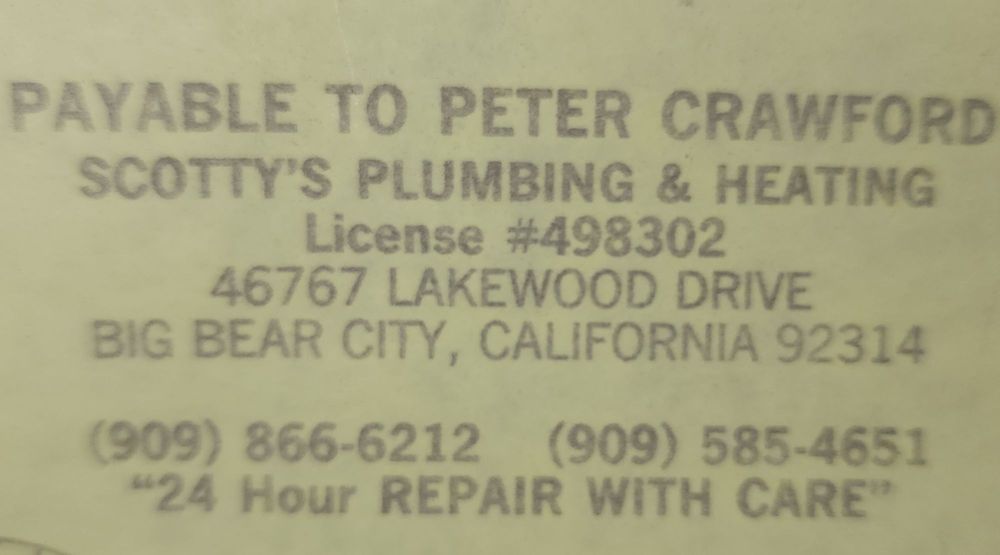 PAYABLE TO PETER CRAWFORD
SCOTTY'S PLUMBING & HEATING
License #498302
46767 LAKEWOOD DRIVE
BIG BEAR CITY, CALIFORNIA 92314
(909) 866-6212 (909) 585-4651
"24 Hour REPAIR WITH CARE"